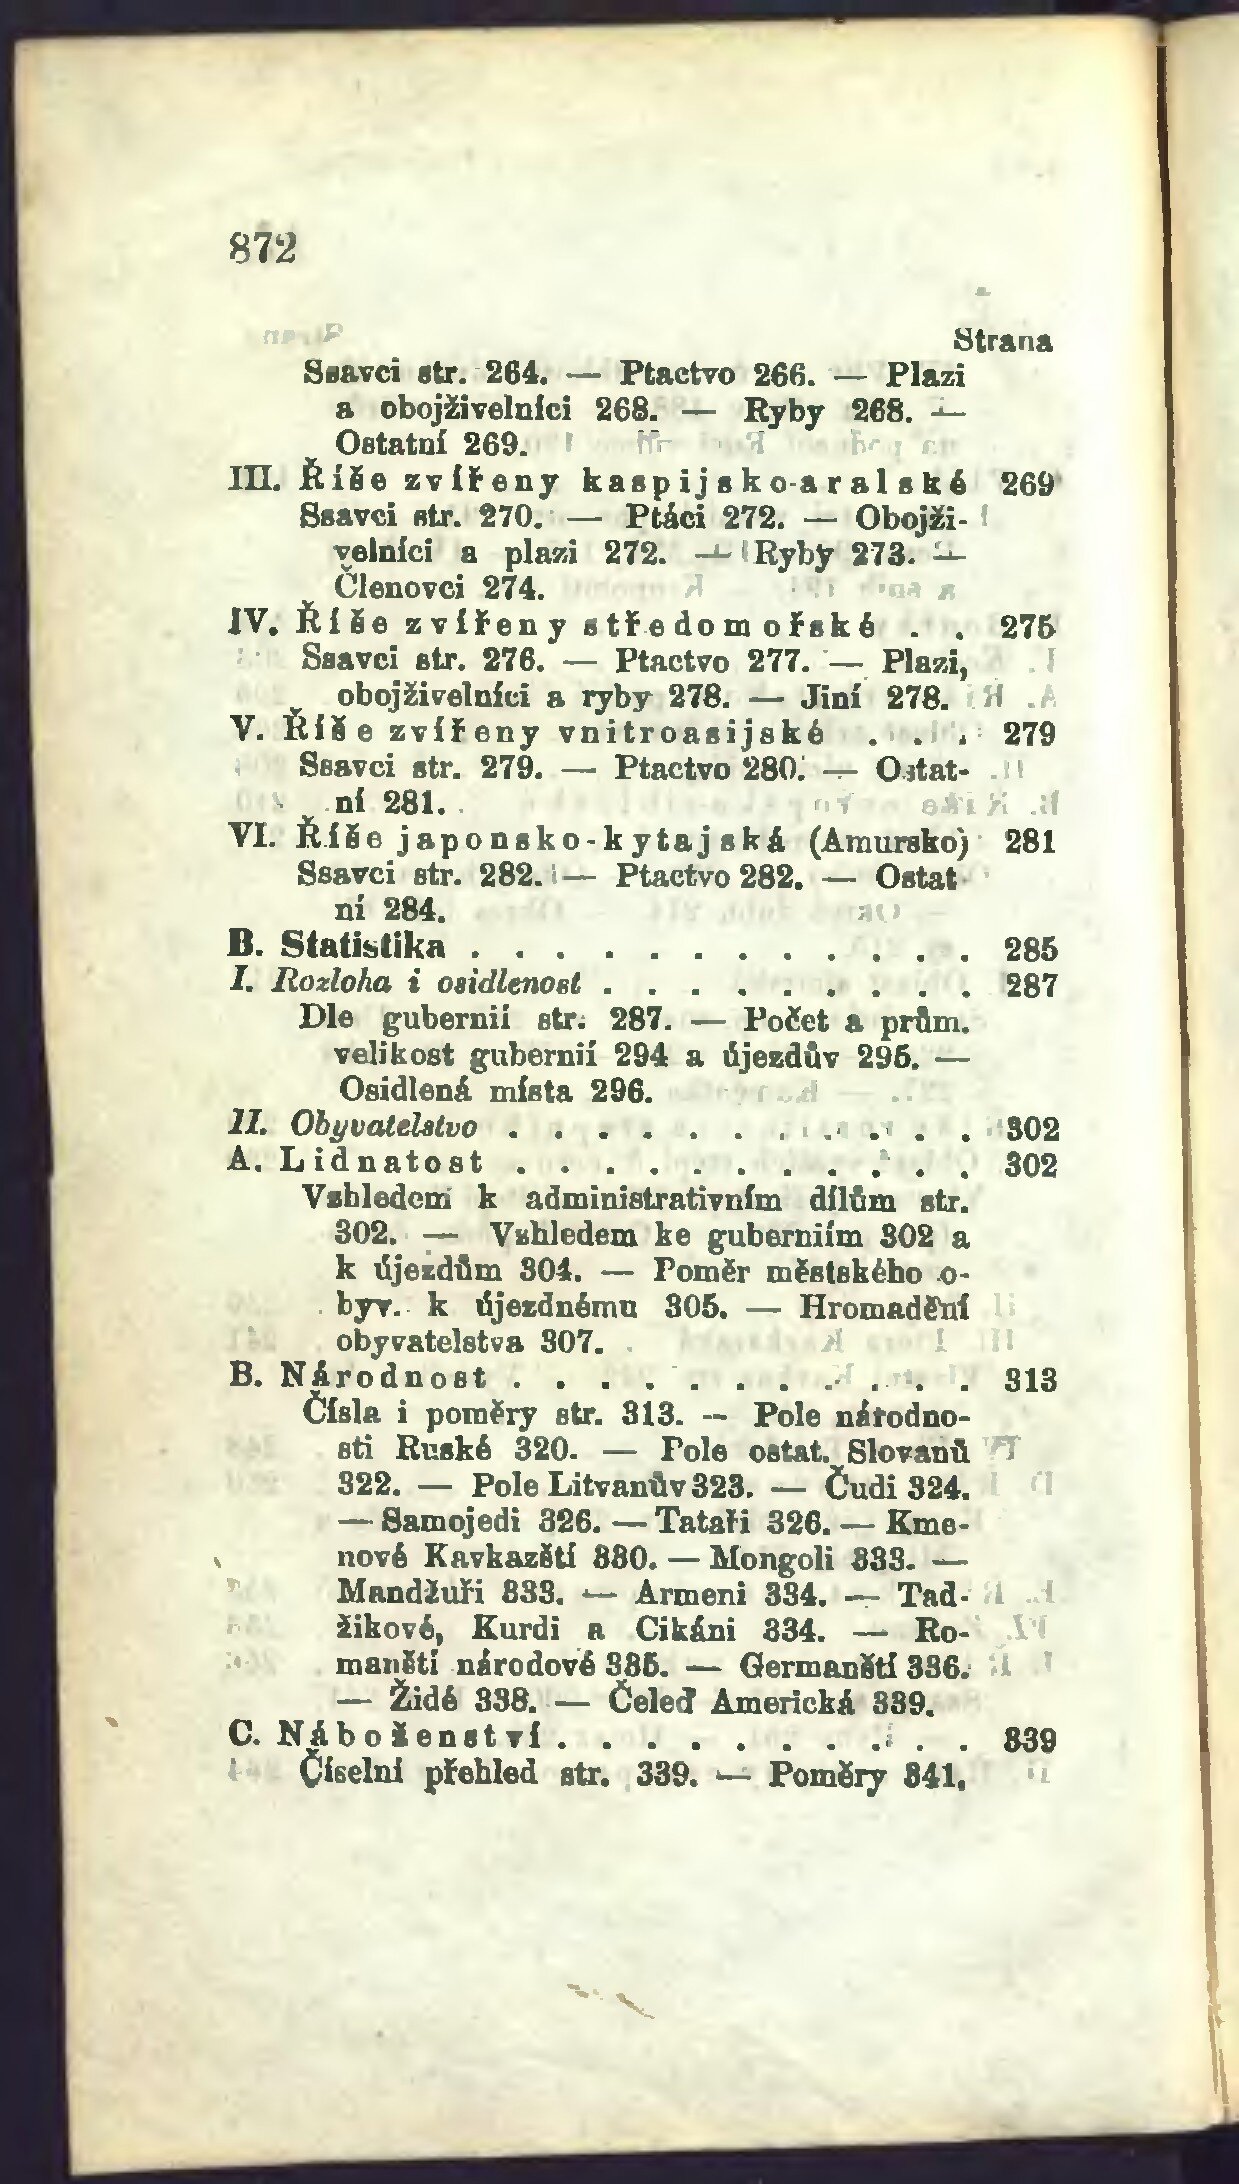 872
Strana
Ssavci str. 264. — Ptactvo 266. — Plazi
a obojživelníci 268. — Ryby 268. —
Ostatní 269.
III. Říše zvířeny kaspijsko-aralské 269
Ssavci str. 270. — Ptáci 272. — Obojži-
velníci a plazi 272. — Ryby 273. —
Členovci 274.
IV. Říše zvířeny středomořské . . 275
Ssavci str. 276. — Ptactvo 277. — Plazi,
obojživelníci a ryby 278. — Jiní 278.
V. Říše zvířeny vnitroasijské . . . 279
Ssavci str. 279. — Ptactvo 280. — Ostat-
ní 281.
VI. Říše japonsko-kytajská (Amursko) 281
Ssavci str. 282. — Ptactvo 282. — Ostat-
ní 284.
B. Statistika . . . . . . . . . . . . 285
I. Rozloha i osidlenost . . . . . . . . . 287
Dle gubernií str. 287. — Počet a prům.
velikost gubernií 294 a újezdův 295. —
Osidlená místa 296.
II. Obyvatelstvo . . . . . . . . . . . 302
A. Lidnatost . . . . . . . . . . . 302
Vzhledem k administrativním dílům str.
302. — Vzhledem ke guberniím 302 a
k újezdům 304. — Poměr městského o-
byv. k újezdnému 305. — Hromadění
obyvatelstva 307.
B. Národnost . . . . . . . . . . . 313
Čísla i poměry str. 313. — Pole národno-
sti Ruské 320. — Pole ostat. Slovanů
322. — Pole Litvanův 323. — Čudi 324.
— Samojedi 326. — Tataři 326. — Kme-
nové Kavkazští 330. — Mongoli 333. —
Mandžuři 333. — Armeni 334. — Tad-
žikové, Kurdi a Cikáni 334. — Ro-
manští národové 335. — Germanští 336.
— Židé 338. — Čeleď Americká 339.
C. Náboženství . . . . . . . . . . 339
Číselní přehled str. 339. — Poměry 341.